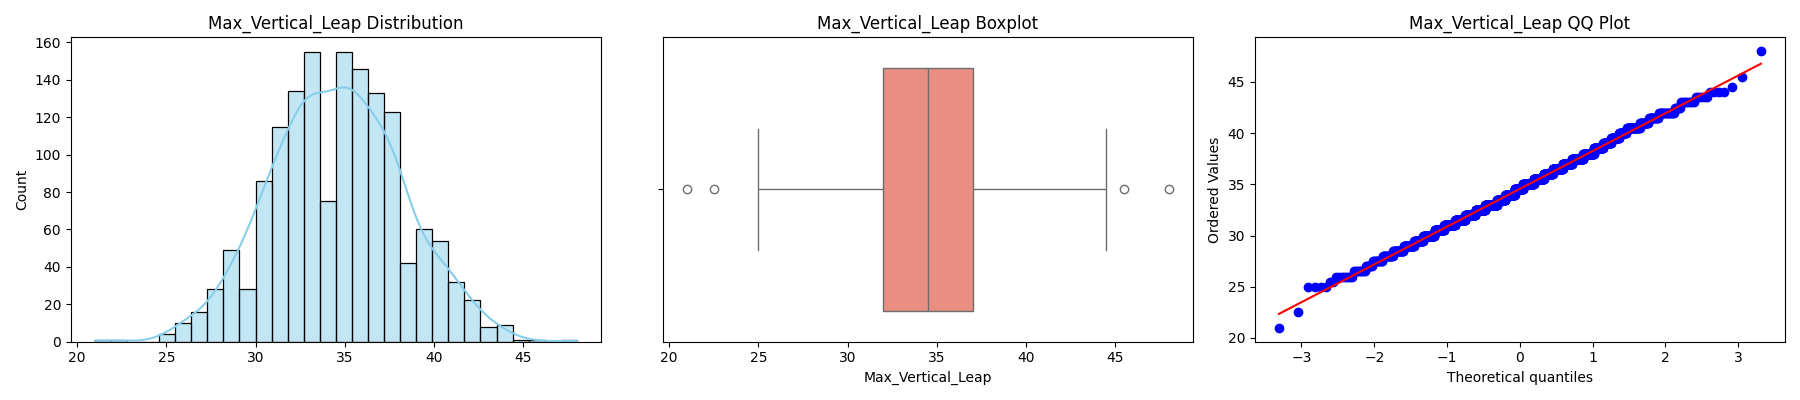 Max_Vertical_Leap Distribution
Count
160
140
120
100
80
60
40
20
0
20 25 30 35 40 45
Max_Vertical_Leap Boxplot
20 25 30 35 40 45
Max_Vertical_Leap
Max_Vertical_Leap QQ Plot
Ordered Values
45
40
35
30
25
20
−3 −2 −1 0 1 2 3
Theoretical quantiles